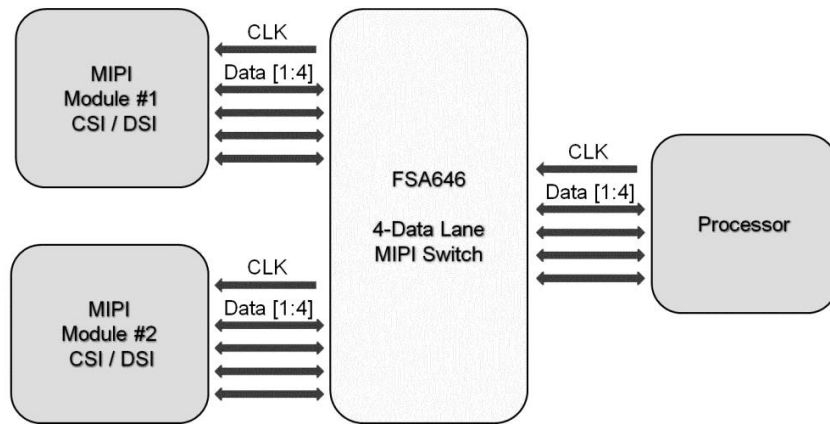 MIPI
Module #1
CSI / DSI
CLK
Data [1:4]
MIPI
Module #2
CSI / DSI
CLK
Data [1:4]
FSA646
4-Data Lane
MIPI Switch
CLK
Data [1:4]
Processor